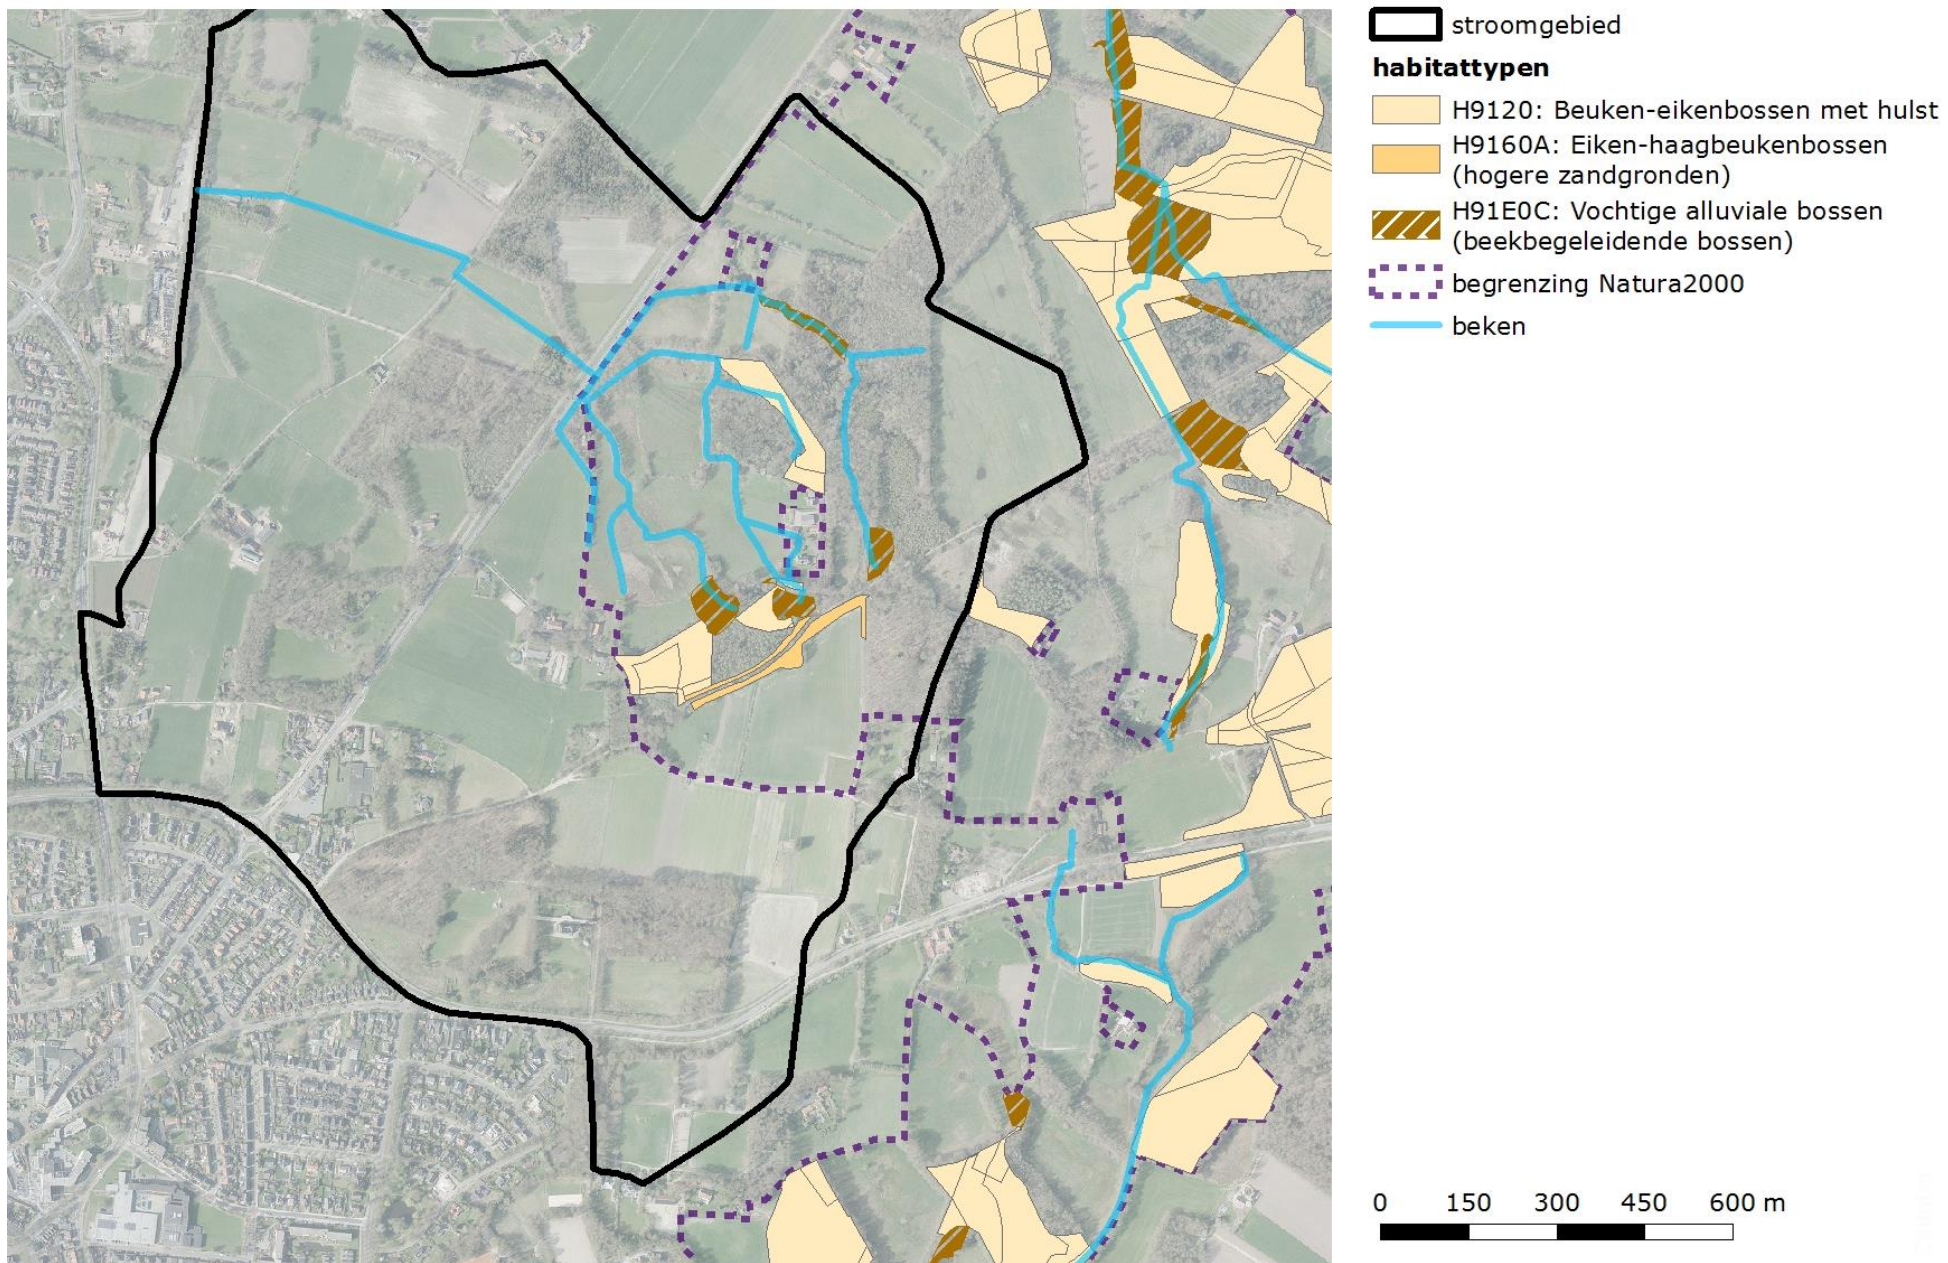 stroomgebied
habitattypen
H9120: Beuken-eikenbossen met hulst
H9160A: Eiken-haagbeukenbossen
(hogere zandgronden)
H91E0C: Vochtige alluviale bossen
(beekbegeleidende bossen)
begrenzing Natura2000
beken
0 150 300 450 600 m